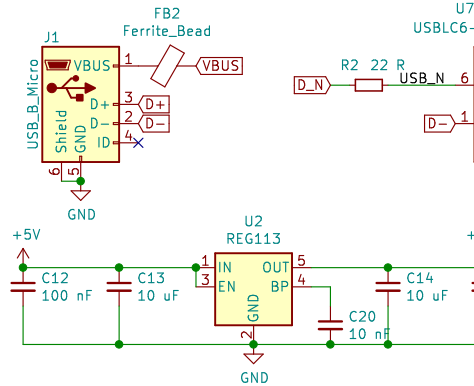 FB2
Ferrite_Bead
J1
USB_B_Micro
VBUS
1
VBUS
D+
3
D+
D-
2
D-
ID
4
Shield
GND
6
5
GND
U7
USBLC6-
R2 22 R
D_N
USB_N
6
D-
1
+5V
C12
100 nF
C13
10 uF
U2
REG113
1
IN
OUT
5
3
EN
BP
4
GND
2
GND
C14
10 uF
C20
10 nF